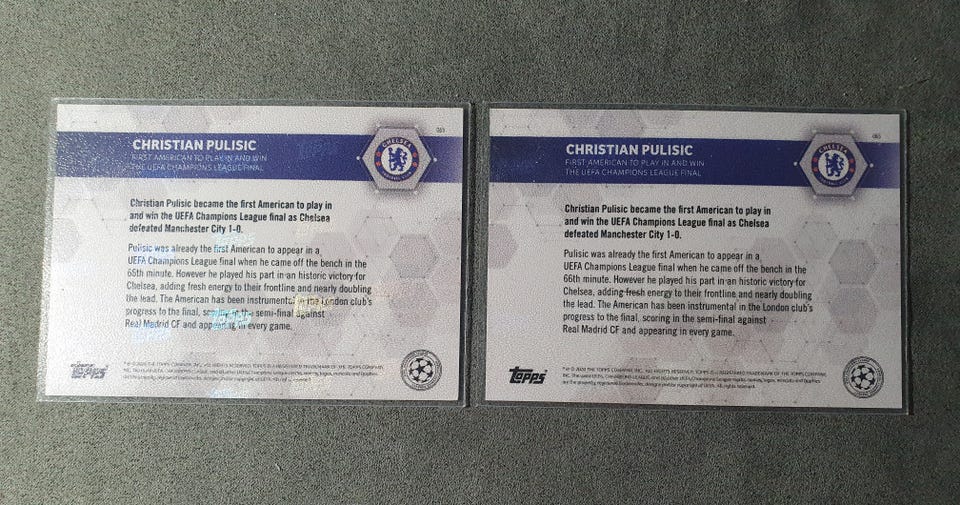 065
CHRISTIAN PULISIC
FIRST AMERICAN TO PLAY IN AND WIN
THE UEFA CHAMPIONS LEAGUE FINAL
CHELSEA
FOOTBALL CLUB
Christian Pulisic became the first American to play in
and win the UEFA Champions League final as Chelsea
defeated Manchester City 1-0.
Pulisic was already the first American to appear in a
UEFA Champions League final when he came off the bench in the
66th minute. However he played his part in an historic victory for
Chelsea, adding fresh energy to their frontline and nearly doubling
the lead. The American has been instrumental in the London club's
progress to the final, scoring in the semi-final against
Real Madrid CF and appearing in every game.
Topps
065
CHRISTIAN PULISIC
FIRST AMERICAN TO PLAY IN AND WIN
THE UEFA CHAMPIONS LEAGUE FINAL
CHELSEA
FOOTBALL CLUB
Christian Pulisic became the first American to play in
and win the UEFA Champions League final as Chelsea
defeated Manchester City 1-0.
Pulisic was already the first American to appear in a
UEFA Champions League final when he came off the bench in the
66th minute. However he played his part in an historic victory for
Chelsea, adding fresh energy to their frontline and nearly doubling
the lead. The American has been instrumental in the London club's
progress to the final, scoring in the semi-final against
Real Madrid CF and appearing in every game.
Topps